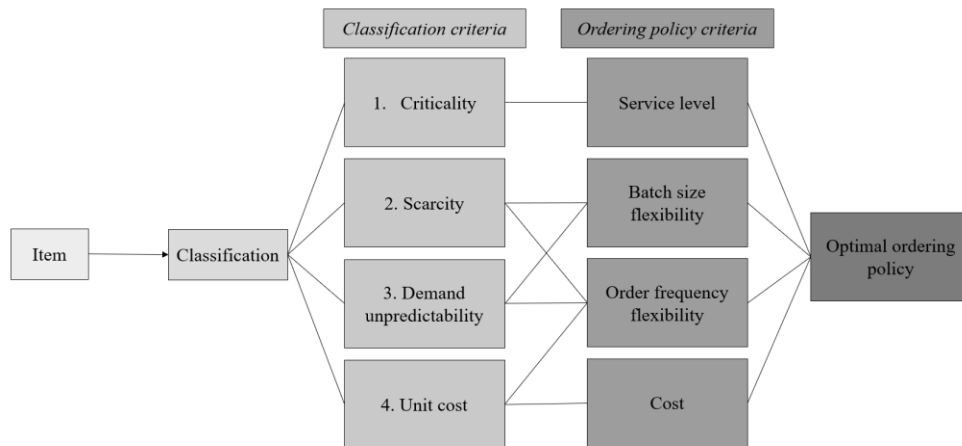 Classification criteria
Ordering policy criteria
1. Criticality
Service level
2. Scarcity
Batch size
flexibility
Item
Classification
Optimal ordering
policy
3. Demand
unpredictability
Order frequency
flexibility
4. Unit cost
Cost